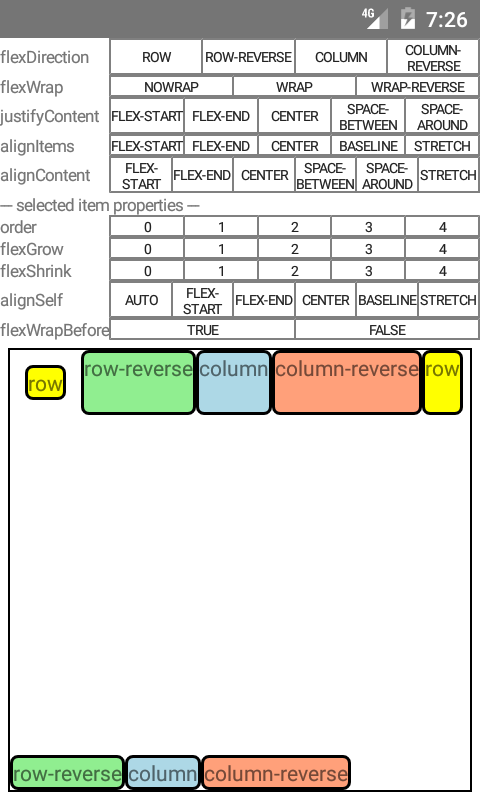 4G 7:26
flexDirection ROW ROW-REVERSE COLUMN COLUMN-
REVERSE
flexWrap NOWRAP WRAP WRAP-REVERSE
justifyContent FLEX-START FLEX-END CENTER SPACE-
BETWEEN SPACE-
AROUND
alignItems FLEX-START FLEX-END CENTER BASELINE STRETCH
alignContent FLEX-
START FLEX-END CENTER SPACE-
BETWEEN SPACE-
AROUND STRETCH
— selected item properties —
order 0 1 2 3 4
flexGrow 0 1 2 3 4
flexShrink 0 1 2 3 4
alignSelf AUTO FLEX-
START FLEX-END CENTER BASELINE STRETCH
flexWrapBefore TRUE FALSE
row row-reverse column column-reverse row
row-reverse column column-reverse